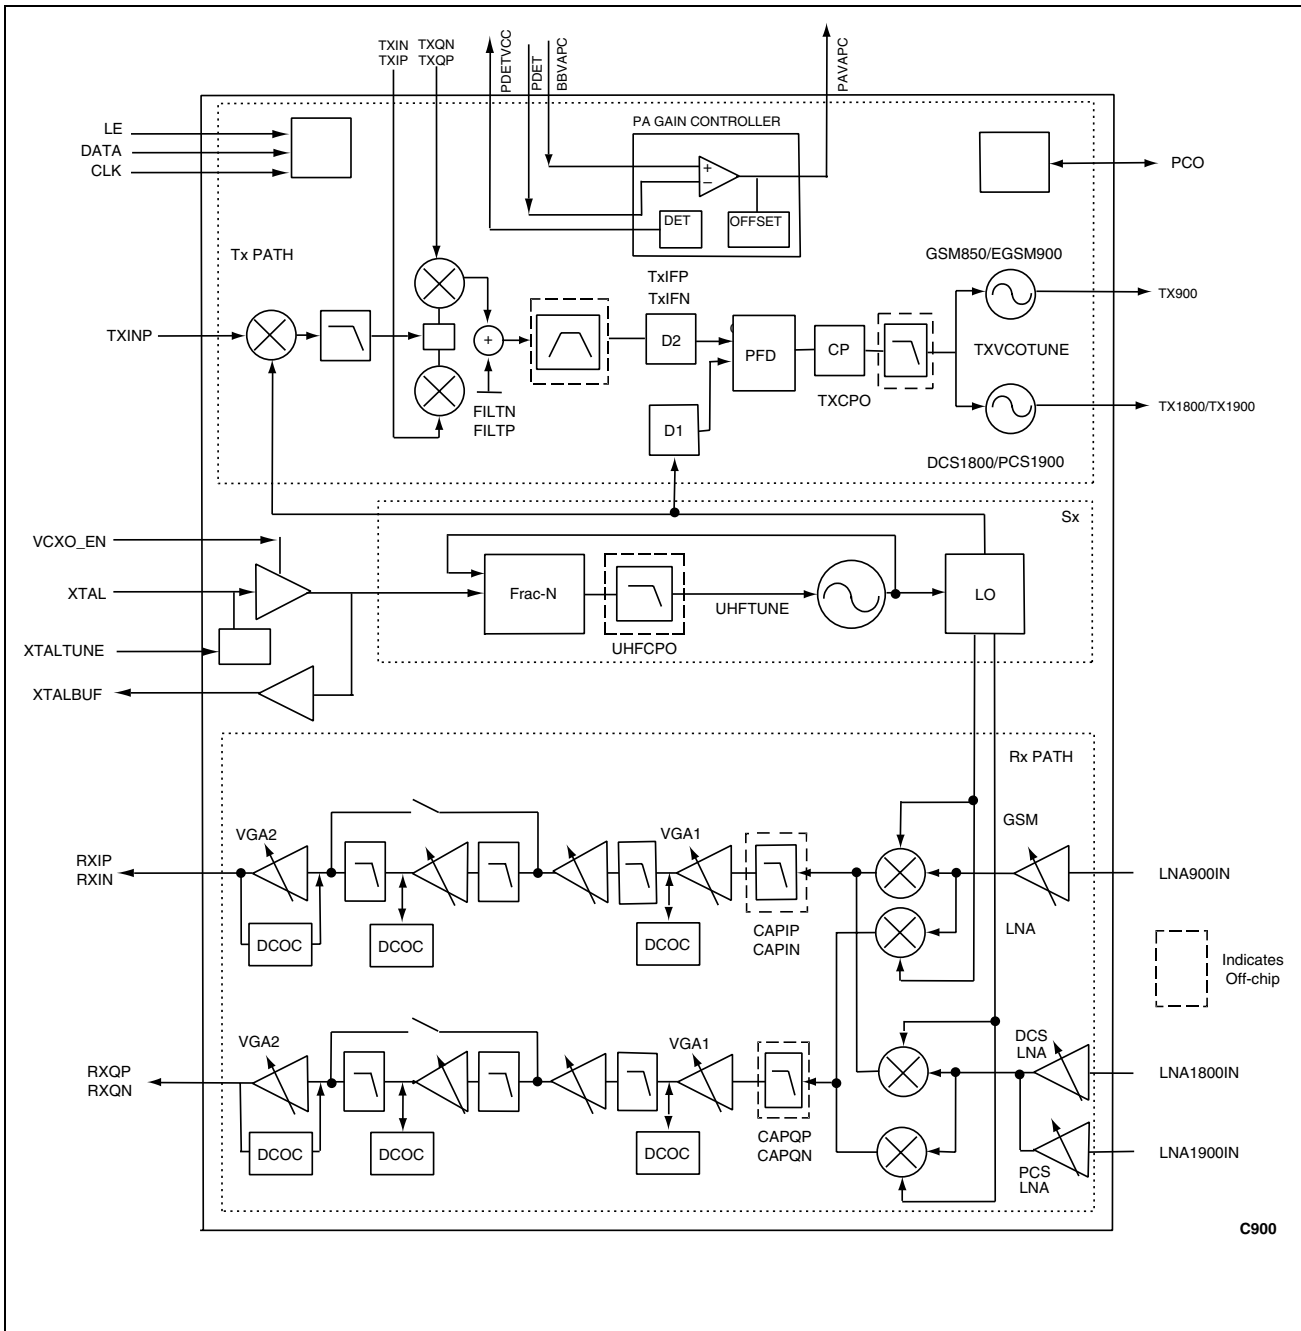 TXIN
TXIP
TXQN
TXQP
PDETVCC
PDET
BBVAPC
PAVAPC
LE
DATA
CLK
PA GAIN CONTROLLER
+
−
DET
OFFSET
PCO
Tx PATH
GSM850/EGSM900
TxIFP
TxIFN
TX900
TXINP
+
D2
PFD
CP
TXVCOTUNE
FILTN
FILTP
TXCPO
TX1800/TX1900
D1
DCS1800/PCS1900
Sx
VCXO_EN
XTAL
Frac-N
UHFTUNE
LO
XTALTUNE
UHFCPO
XTALBUF
Rx PATH
GSM
VGA2
VGA1
RXIP
RXIN
LNA900IN
CAPIP
CAPIN
LNA
DCOC
DCOC
DCOC
Indicates
Off-chip
VGA2
VGA1
DCS
LNA
RXQP
RXQN
LNA1800IN
CAPQP
CAPQN
DCOC
DCOC
DCOC
LNA1900IN
PCS
LNA
C900